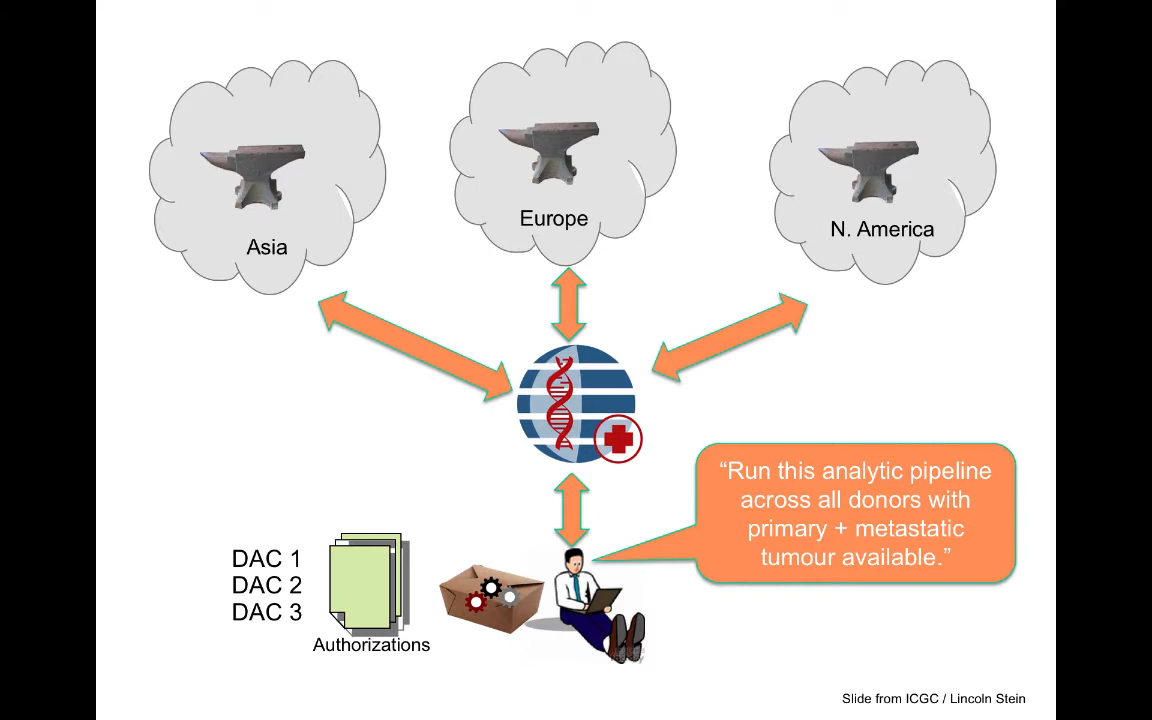 Asia
Europe
N. America
“Run this analytic pipeline
across all donors with
primary + metastatic
tumour available.”
DAC 1
DAC 2
DAC 3
Authorizations
Slide from ICGC / Lincoln Stein